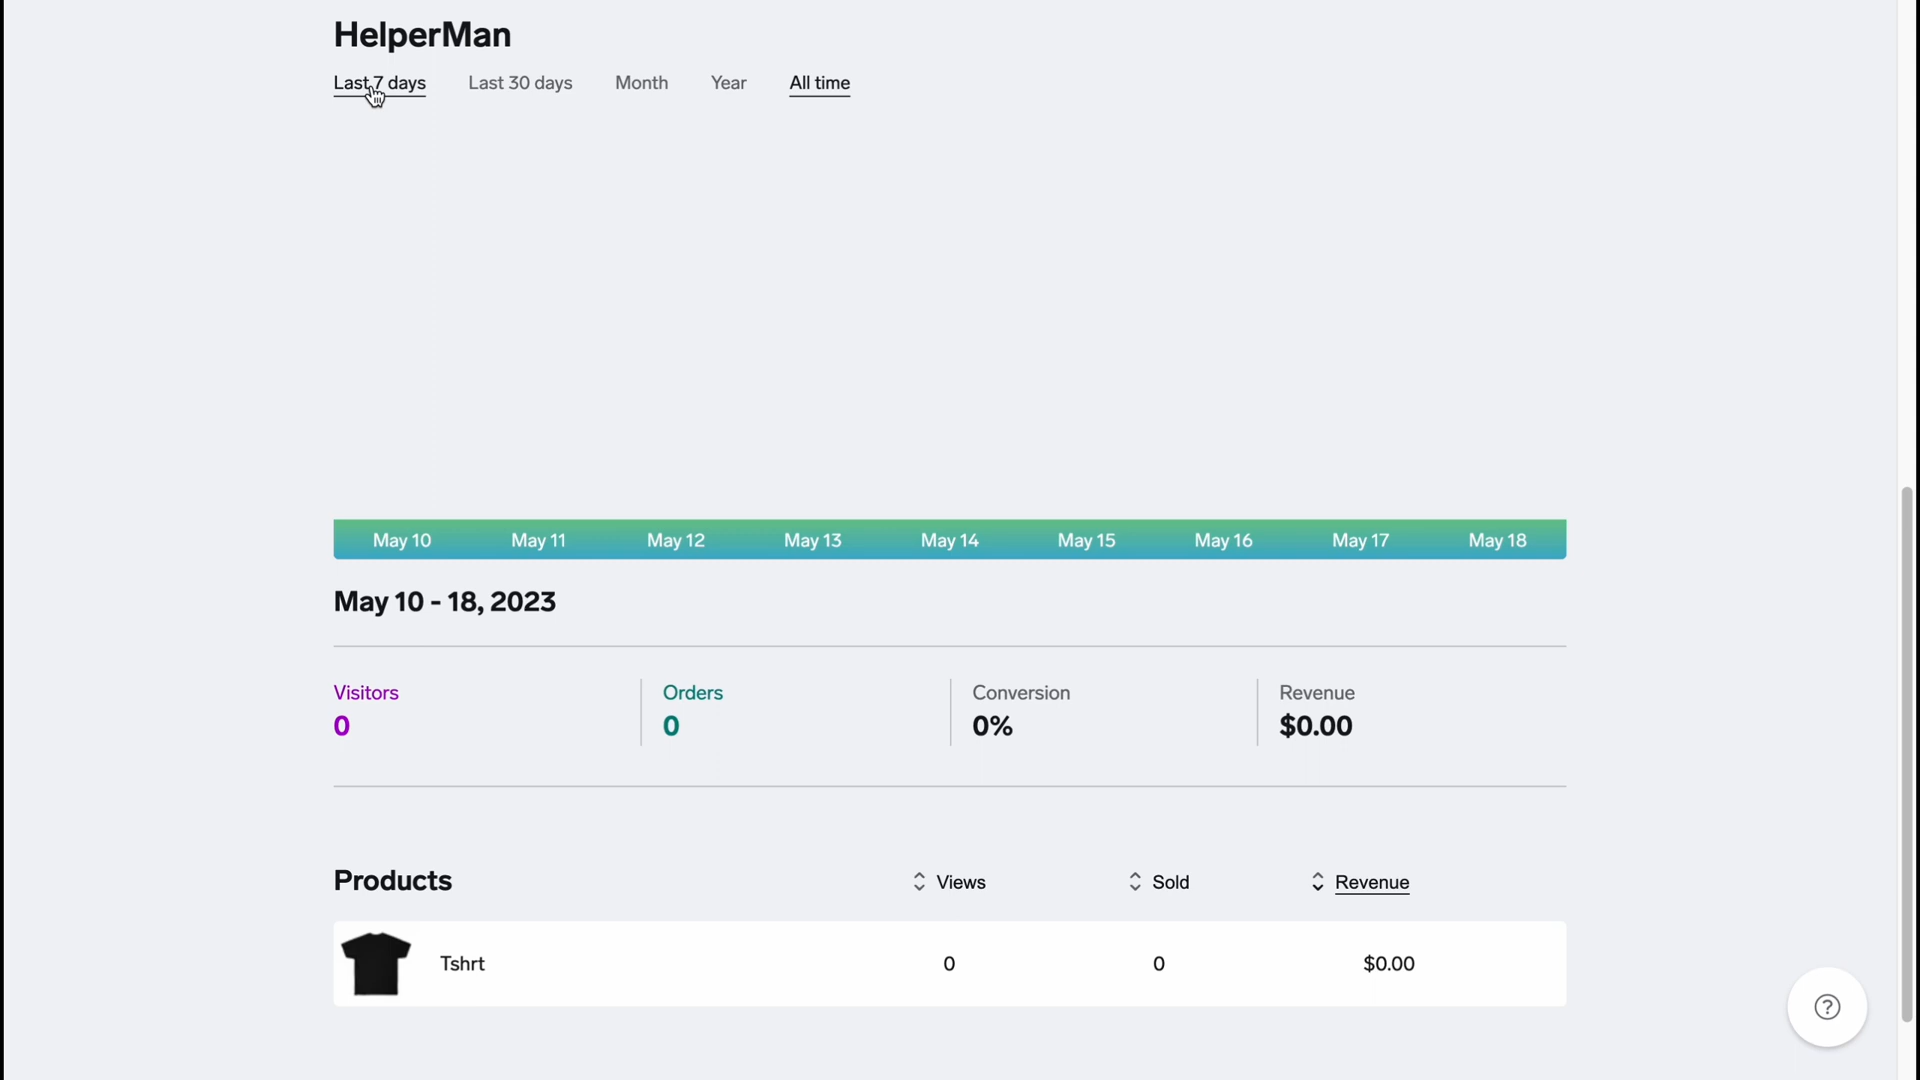 HelperMan
Last 7 days Last 30 days Month Year All time
May 10 May 11 May 12 May 13 May 14 May 15 May 16 May 17 May 18
May 10 - 18, 2023
Visitors Orders Conversion Revenue
0 0 0% $0.00
Products Views Sold Revenue
Tshrt 0 0 $0.00
?